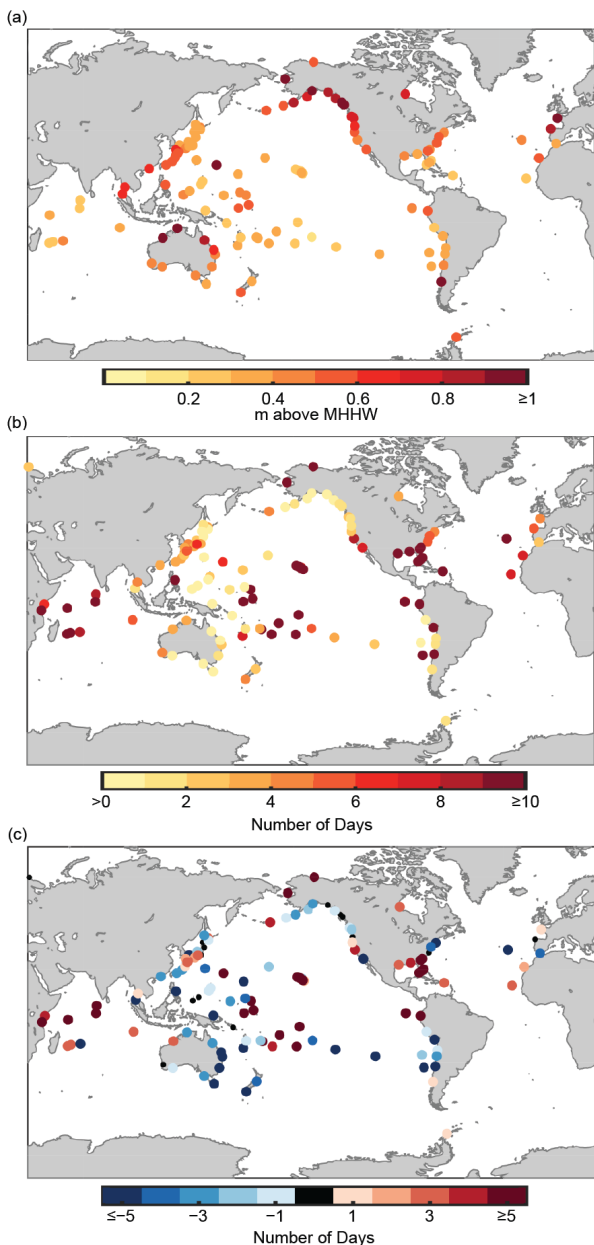 (a)
0.2 0.4 0.6 0.8 ≥1
m above MHHW
(b)
>0 2 4 6 8 ≥10
Number of Days
(c)
≤−5 −3 −1 1 3 ≥5
Number of Days